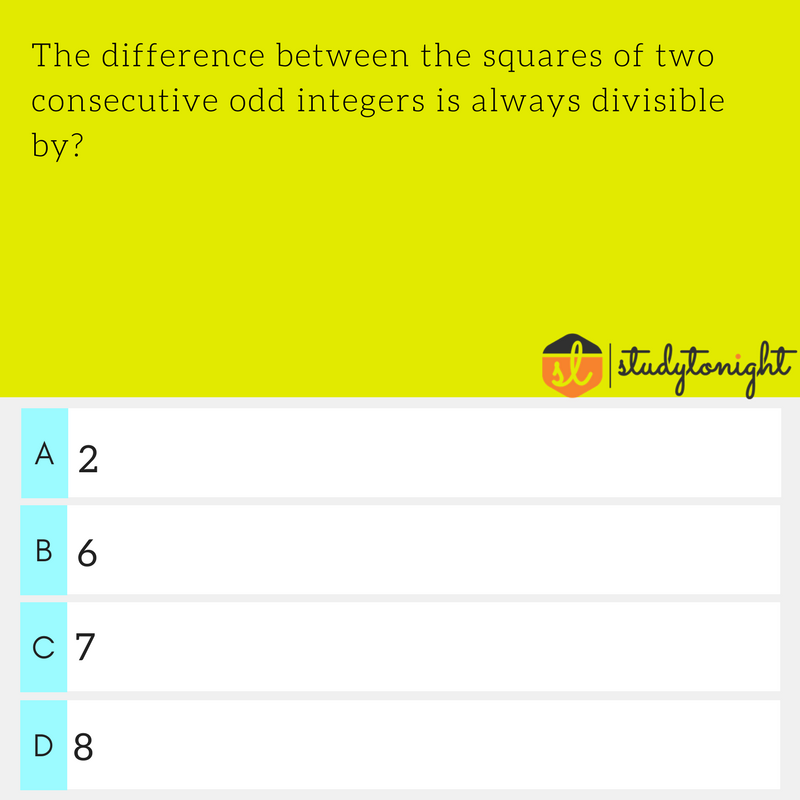 The difference between the squares of two
consecutive odd integers is always divisible
by?
sl studytonight
A 2
B 6
C 7
D 8